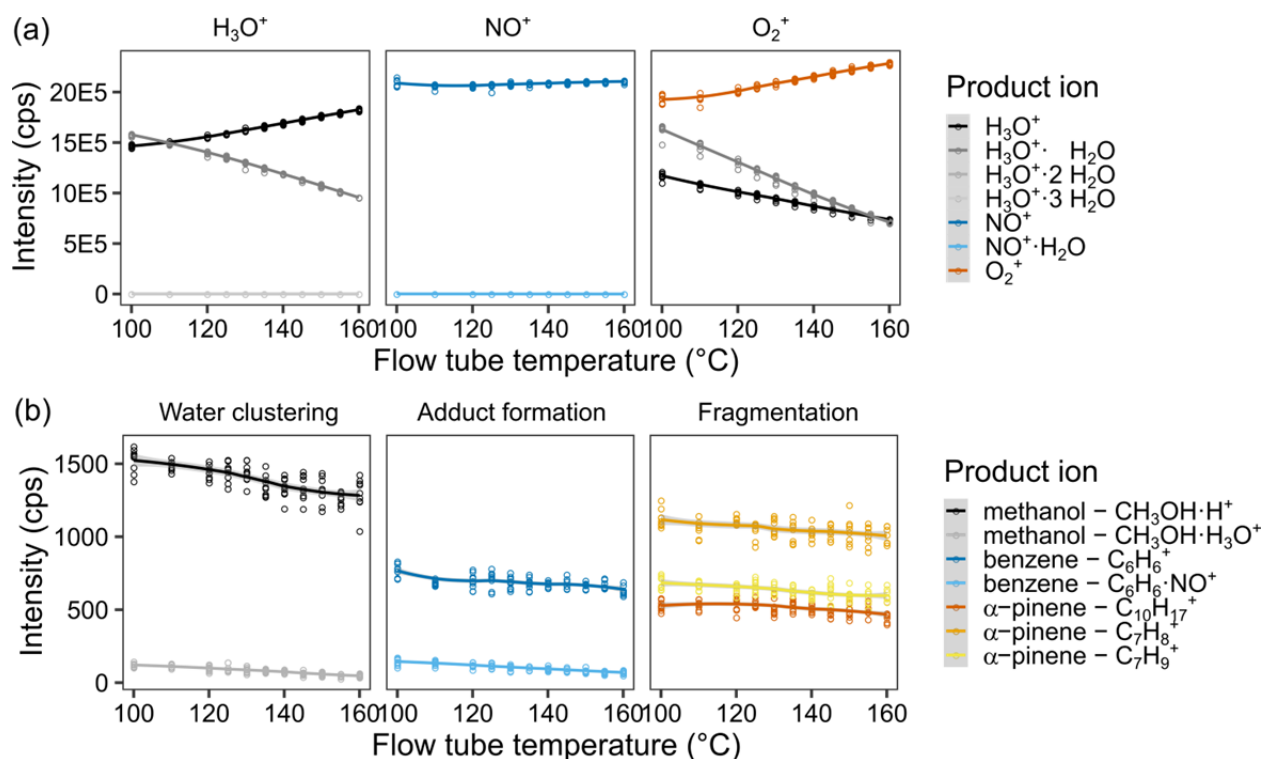 (a)
H₃O⁺ NO⁺ O₂⁺
Intensity (cps)
20E5
15E5
10E5
5E5
0
100 120 140 160 100 120 140 160 100 120 140 160
Flow tube temperature (°C)
Product ion
H₃O⁺
H₃O⁺· H₂O
H₃O⁺·2 H₂O
H₃O⁺·3 H₂O
NO⁺
NO⁺·H₂O
O₂⁺
(b)
Water clustering Adduct formation Fragmentation
Intensity (cps)
1500
1000
500
0
100 120 140 160 100 120 140 160 100 120 140 160
Flow tube temperature (°C)
Product ion
methanol – CH₃OH·H⁺
methanol – CH₃OH·H₃O⁺
benzene – C₆H₆⁺
benzene – C₆H₆·NO⁺
α-pinene – C₁₀H₁₇⁺
α-pinene – C₇H₈⁺
α-pinene – C₇H₉⁺